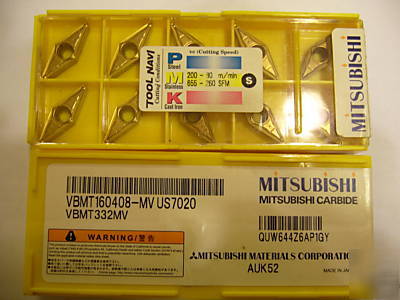 TOOL NAVI
Cutting Conditions
vc (Cutting Speed)
P
Steel
M
Stainless
K
Cast Iron
200 - 80 m/min
655 - 260 SFM
S
MITSUBISHI
VBMT160408-MV US7020
VBMT332MV
MITSUBISHI
MITSUBISHI CARBIDE
QUW644Z6AP1GY
警告/WARNING
MITSUBISHI MATERIALS CORPORATION
AUK52
MADE IN JAPAN